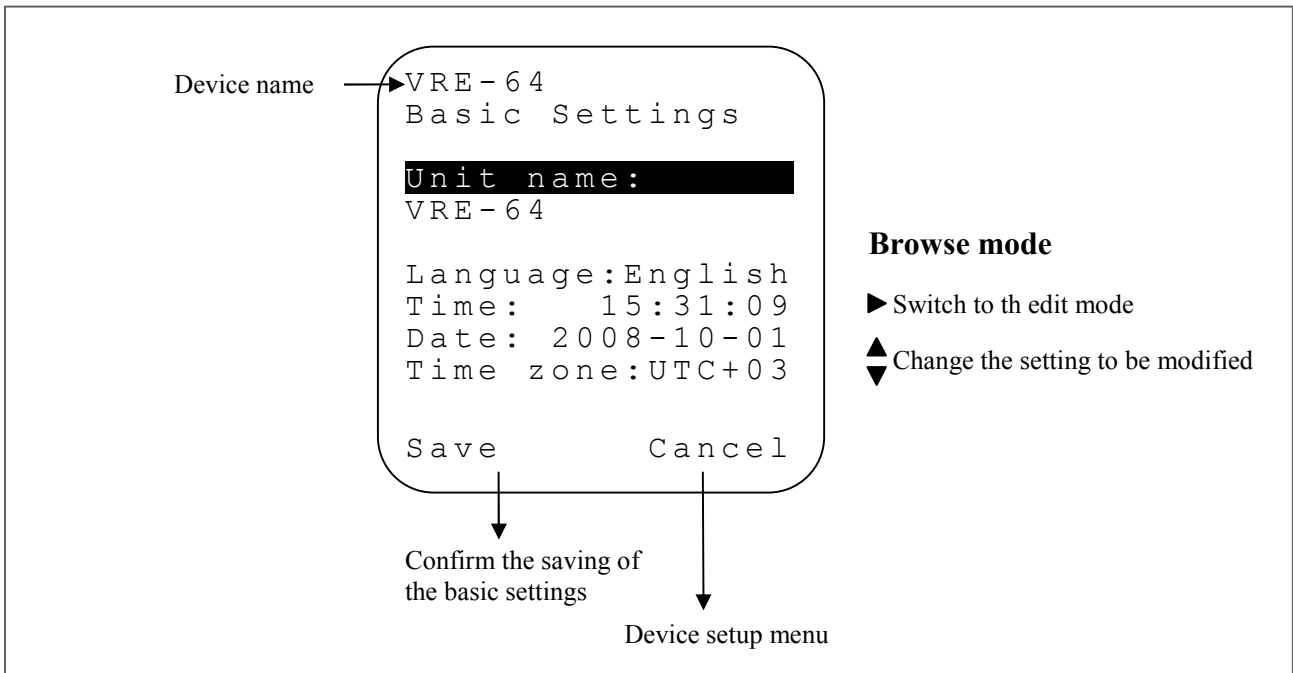 Device name
VRE-64
Basic Settings
Unit name:
VRE-64
Language:English
Time: 15:31:09
Date: 2008-10-01
Time zone:UTC+03
Save Cancel
Browse mode
Switch to th edit mode
Change the setting to be modified
Confirm the saving of
the basic settings
Device setup menu